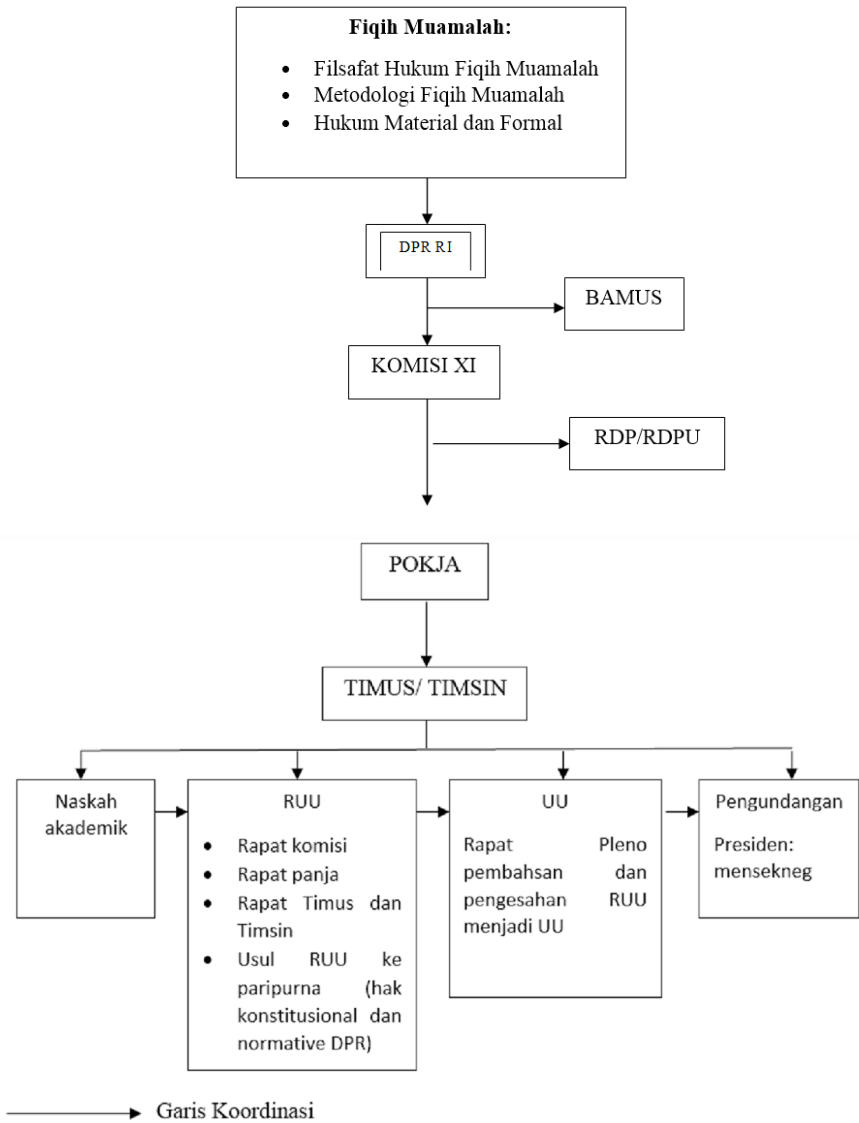 Fiqih Muamalah:
• Filsafat Hukum Fiqih Muamalah
• Metodologi Fiqih Muamalah
• Hukum Material dan Formal
DPR RI
BAMUS
KOMISI XI
RDP/RDPU
POKJA
TIMUS/ TIMSIN
Naskah
akademik
RUU
• Rapat komisi
• Rapat panja
• Rapat Timus dan
Timsin
• Usul RUU ke
paripurna (hak
konstitusional dan
normative DPR)
UU
Rapat Pleno
pembahsan dan
pengesahan RUU
menjadi UU
Pengundangan
Presiden:
mensekneg
Garis Koordinasi